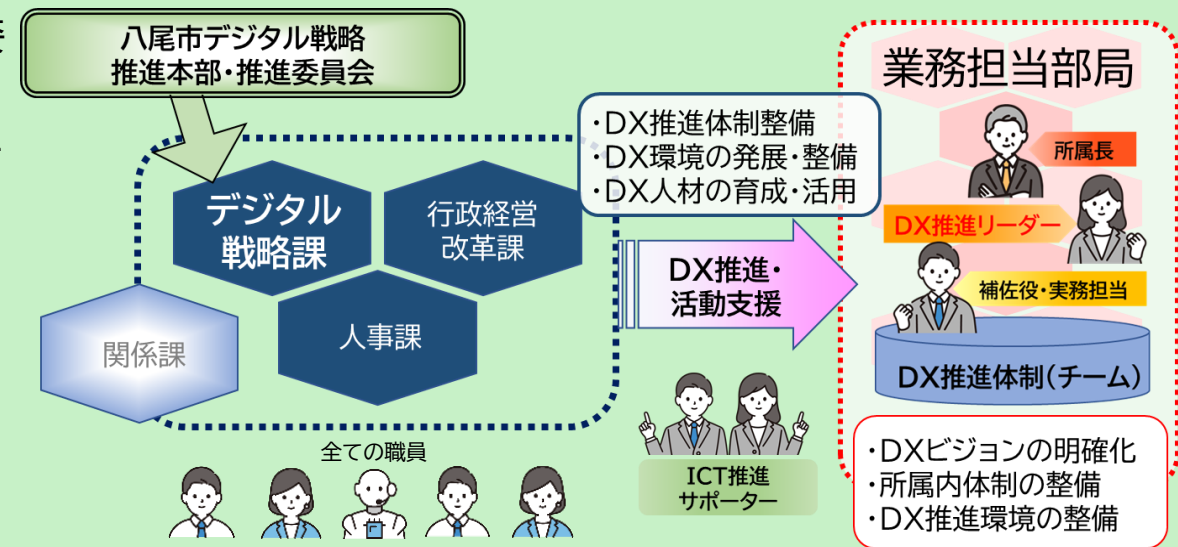 八尾市デジタル戦略
推進本部・推進委員会
デジタル
戦略課
行政経営
改革課
人事課
関係課
全ての職員
・DX推進体制整備
・DX環境の発展・整備
・DX人材の育成・活用
DX推進・
活動支援
ICT推進
サポーター
業務担当部局
所属長
DX推進リーダー
補佐役・実務担当
DX推進体制(チーム)
・DXビジョンの明確化
・所属内体制の整備
・DX推進環境の整備